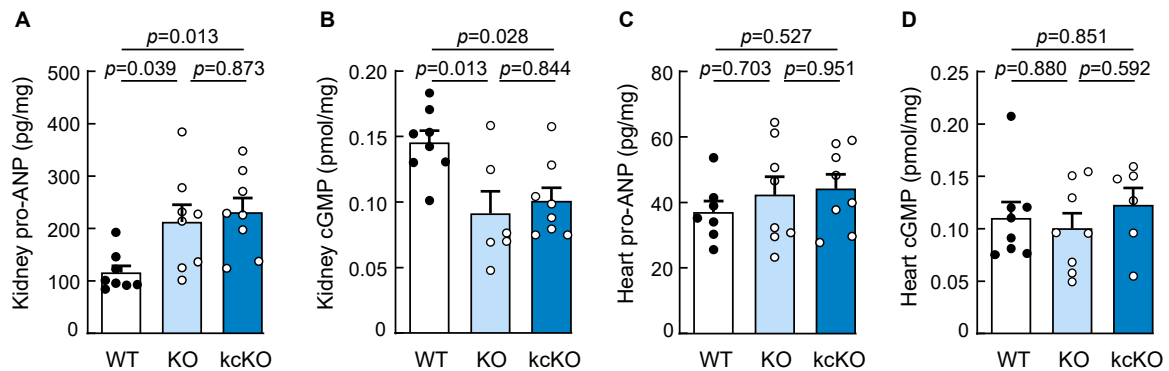 A
p=0.013
p=0.039 p=0.873
Kidney pro-ANP (pg/mg)
500
400
300
200
100
0
WT KO kcKO
B
p=0.028
p=0.013 p=0.844
Kidney cGMP (pmol/mg)
0.20
0.15
0.10
0.05
0.00
WT KO kcKO
C
p=0.527
p=0.703 p=0.951
Heart pro-ANP (pg/mg)
80
60
40
20
0
WT KO kcKO
D
p=0.851
p=0.880 p=0.592
Heart cGMP (pmol/mg)
0.25
0.20
0.15
0.10
0.05
0.00
WT KO kcKO